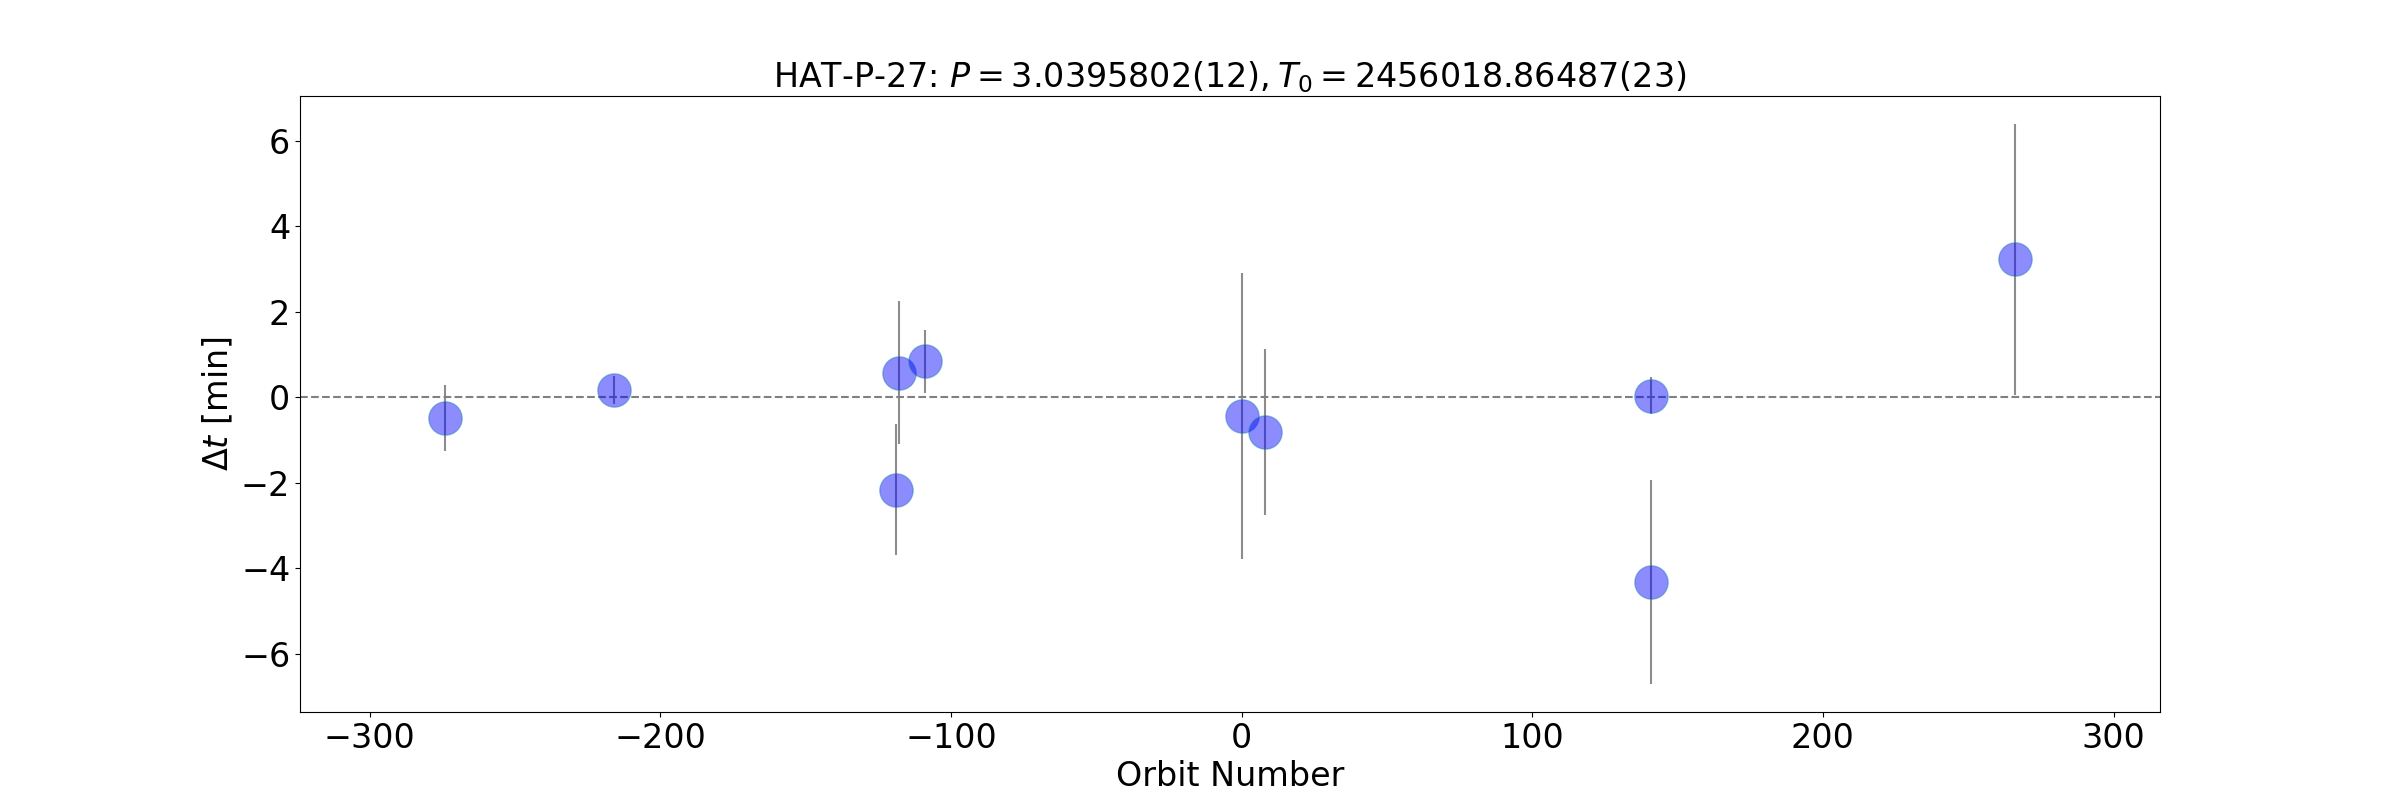 HAT-P-27: P = 3.0395802(12), T₀ = 2456018.86487(23)
6
4
2
0
−2
−4
−6
Δt [min]
−300 −200 −100 0 100 200 300
Orbit Number